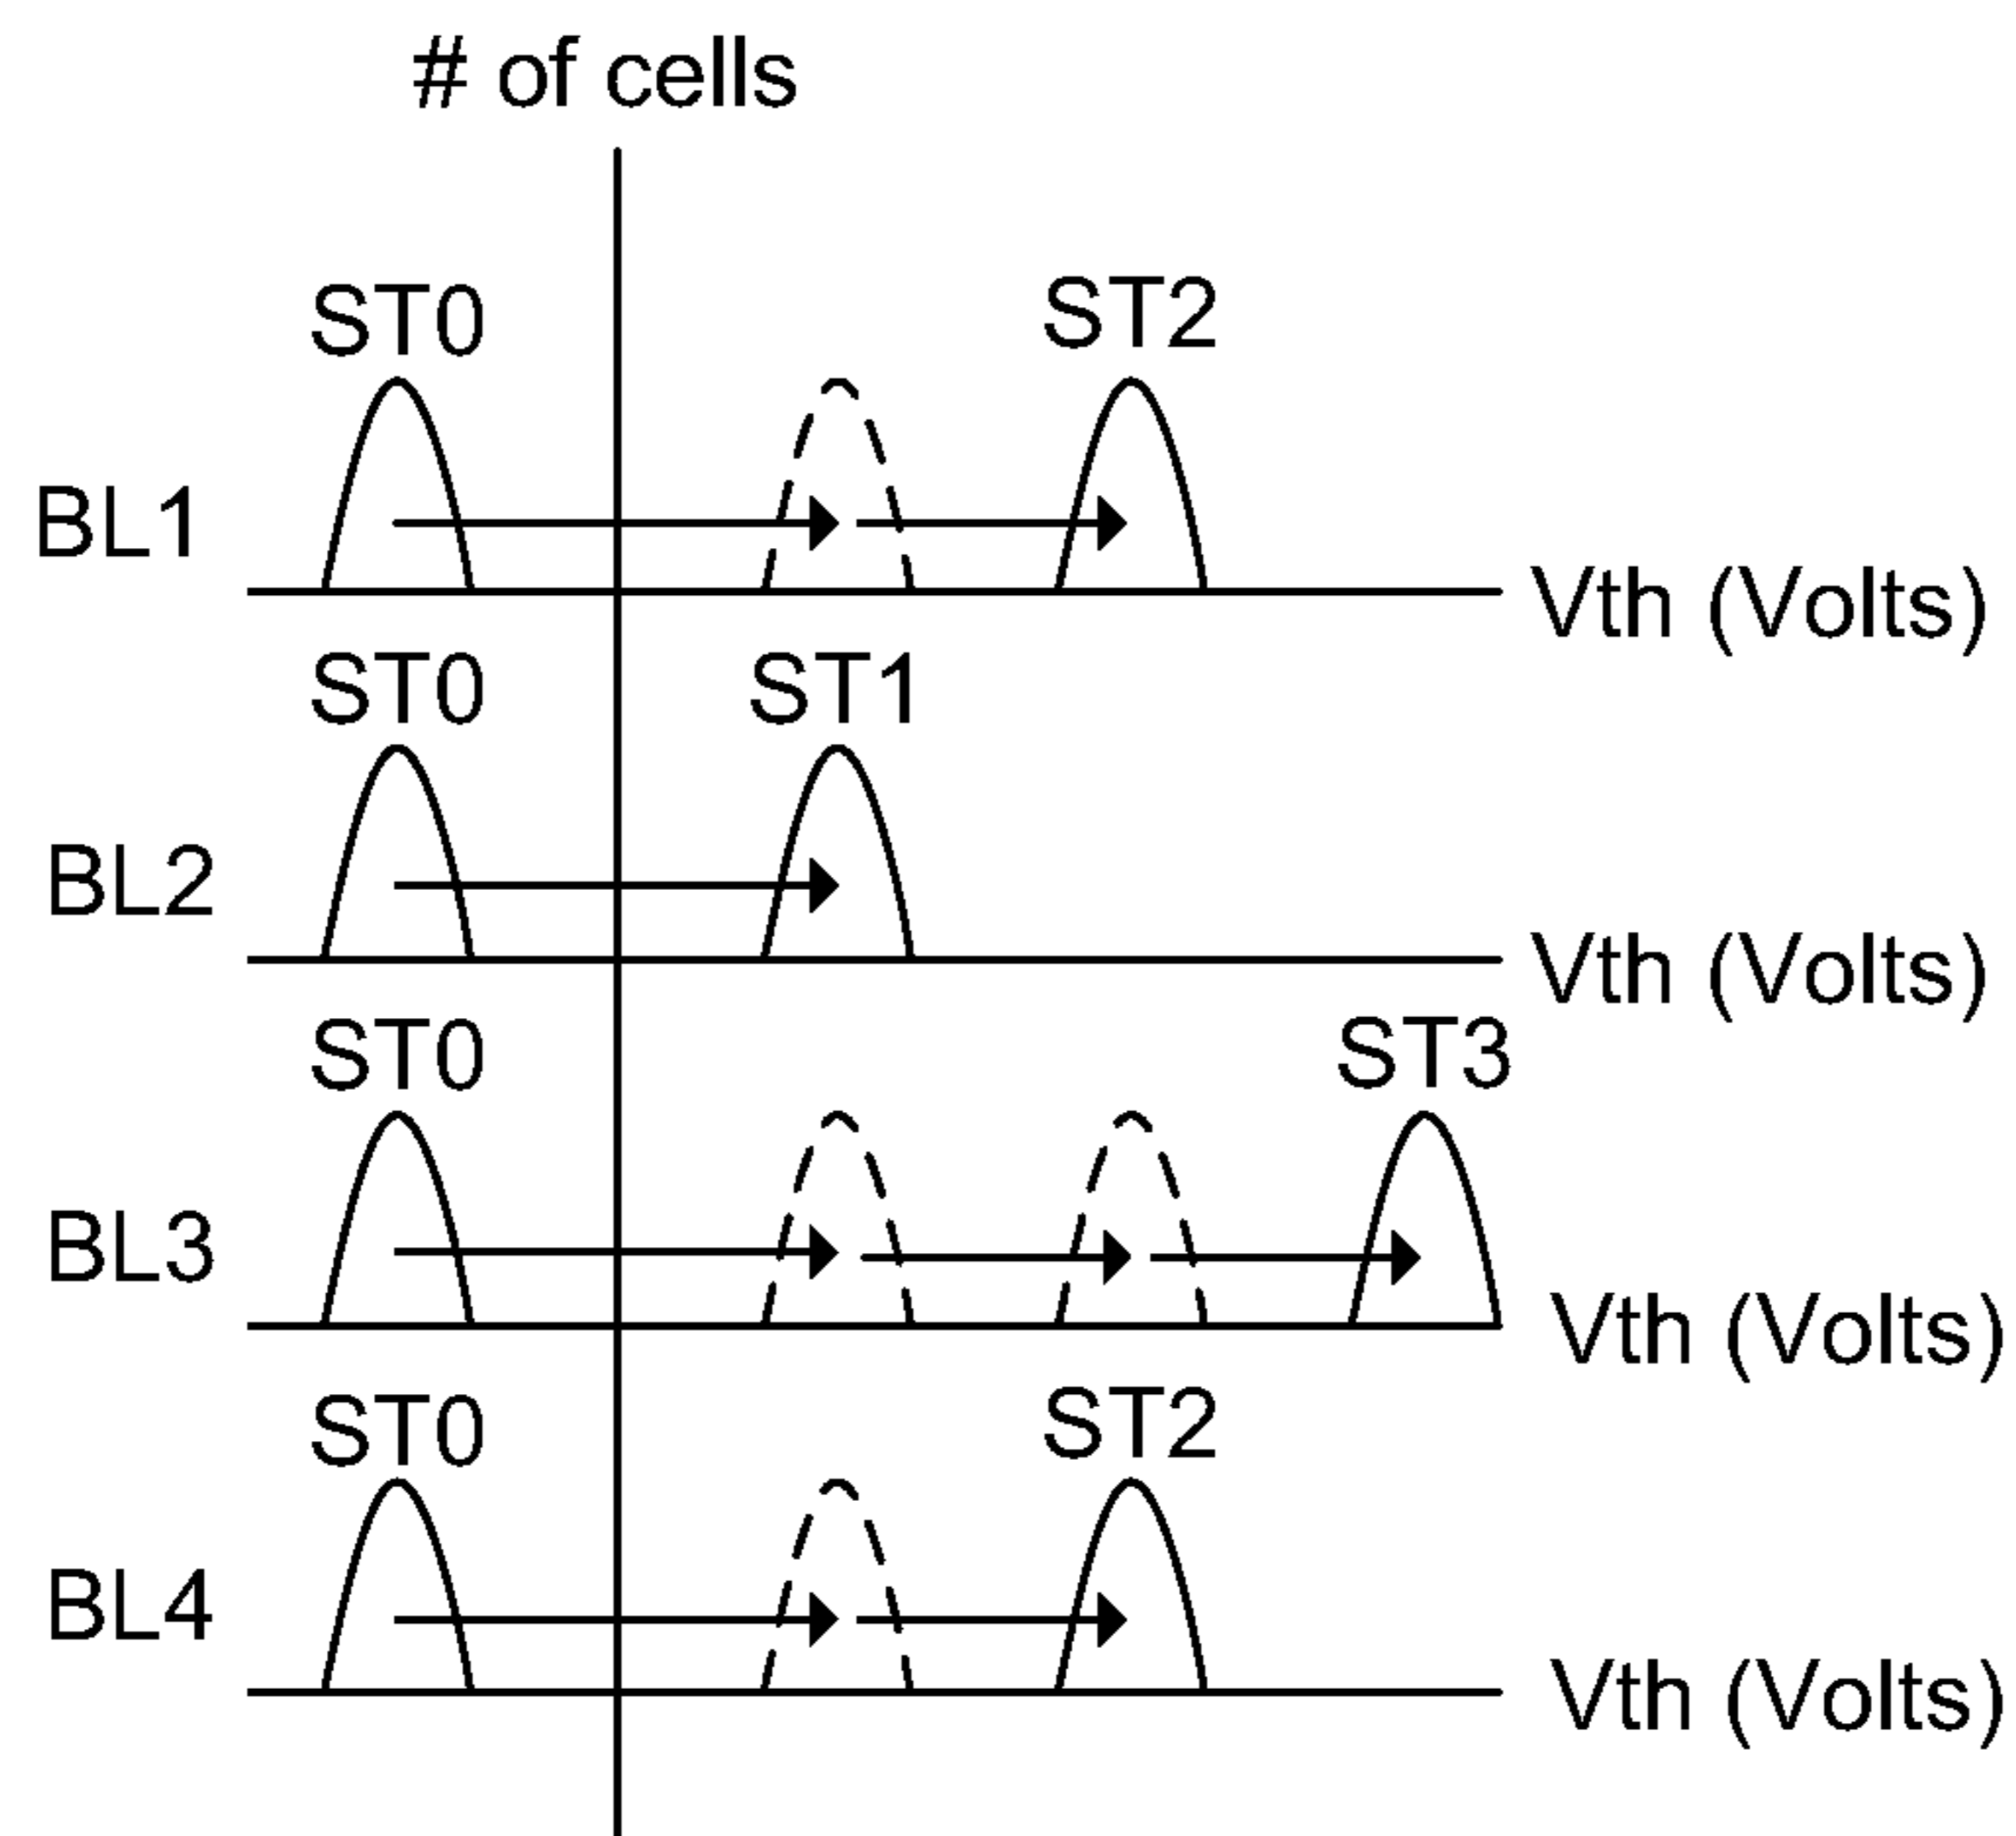 # of cells
ST0 ST2
BL1
Vth (Volts)
ST0 ST1
BL2
Vth (Volts)
ST0 ST3
BL3
Vth (Volts)
ST0 ST2
BL4
Vth (Volts)